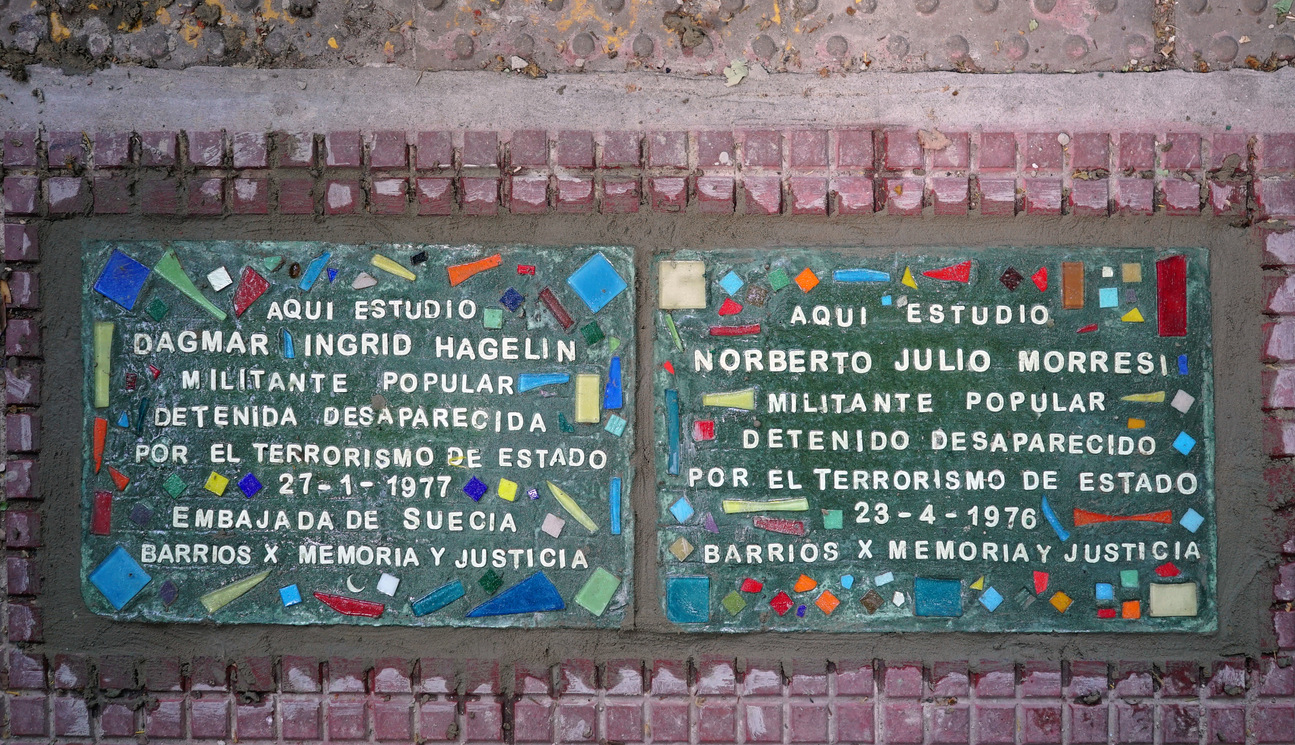 AQUI ESTUDIO
DAGMAR INGRID HAGELIN
MILITANTE POPULAR
DETENIDA DESAPARECIDA
POR EL TERRORISMO DE ESTADO
27-1-1977
EMBAJADA DE SUECIA
BARRIOS X MEMORIA Y JUSTICIA
AQUI ESTUDIO
NORBERTO JULIO MORRESI
MILITANTE POPULAR
DETENIDO DESAPARECIDO
POR EL TERRORISMO DE ESTADO
23-4-1976
BARRIOS X MEMORIA Y JUSTICIA